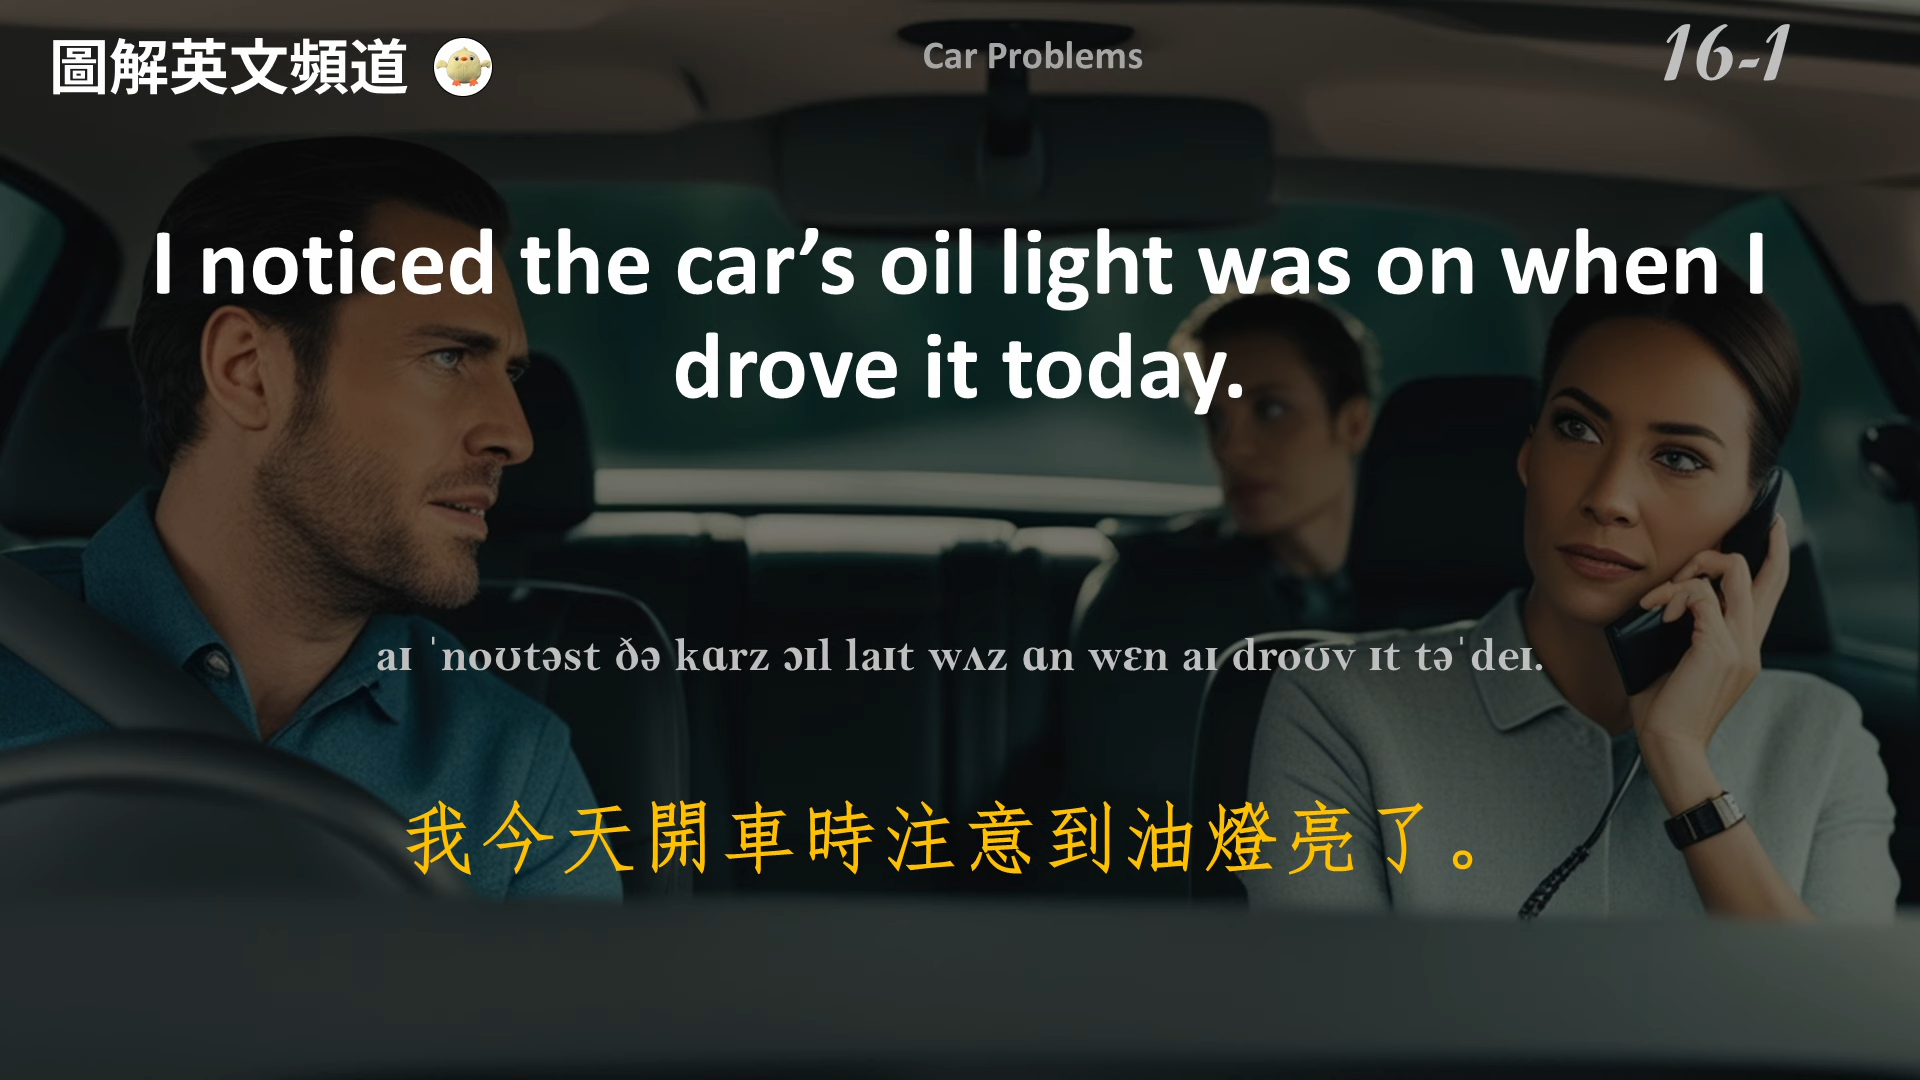 圖解英文頻道
Car Problems
16-1
I noticed the car’s oil light was on when I
drove it today.
aɪ ˈnoʊtəst ðə kɑrz ɔɪl laɪt wʌz ɑn wɛn aɪ droʊv ɪt təˈdeɪ.
我今天開車時注意到油燈亮了。